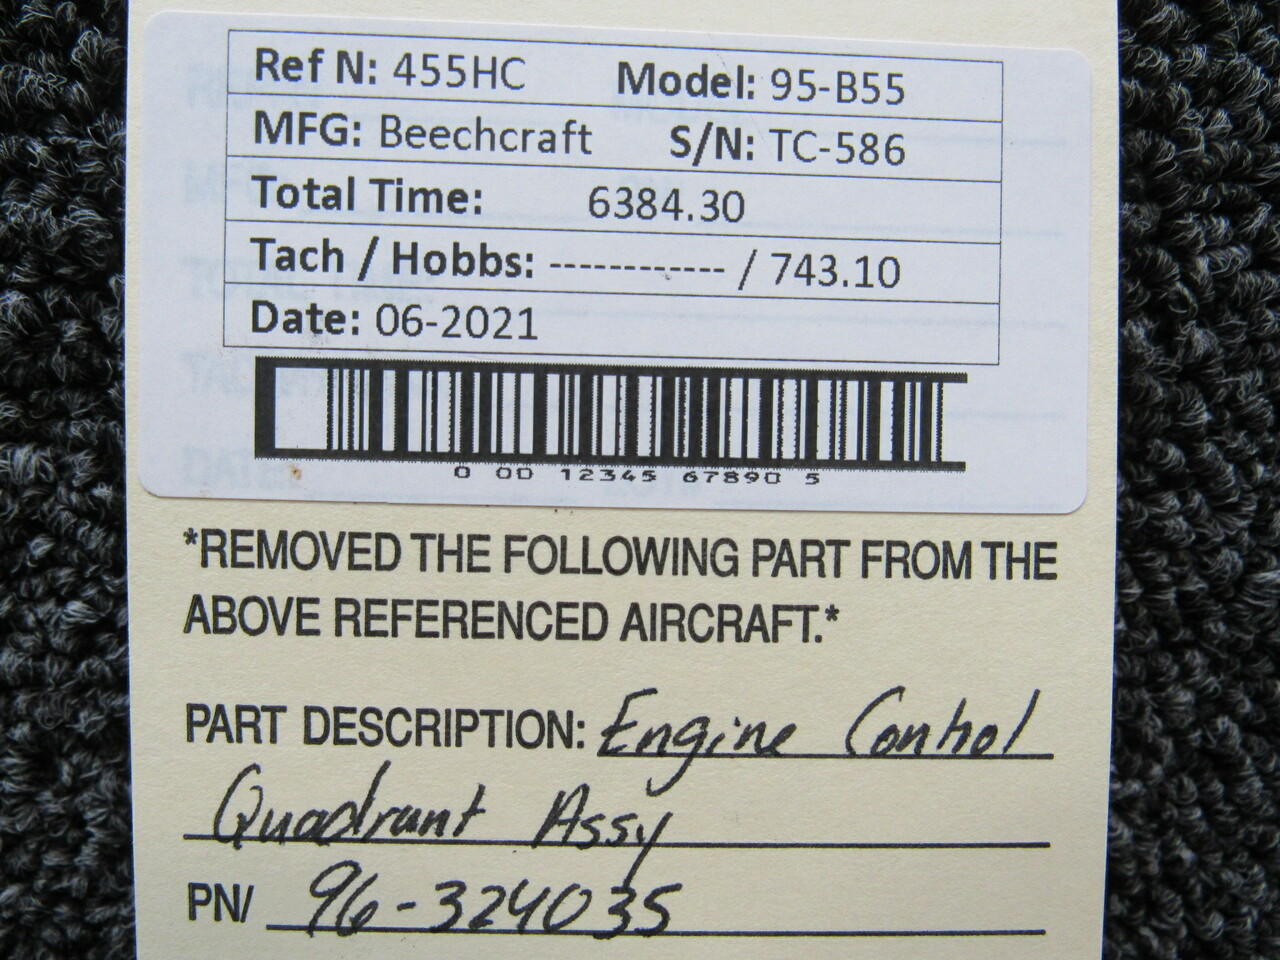 Ref N: 455HC Model: 95-B55
MFG: Beechcraft S/N: TC-586
Total Time: 6384.30
Tach / Hobbs: ------------ / 743.10
Date: 06-2021
0 00 12345 67890 5
*REMOVED THE FOLLOWING PART FROM THE
ABOVE REFERENCED AIRCRAFT.*
PART DESCRIPTION: Engine Control
Quadrant Assy
PN/ 96-324035